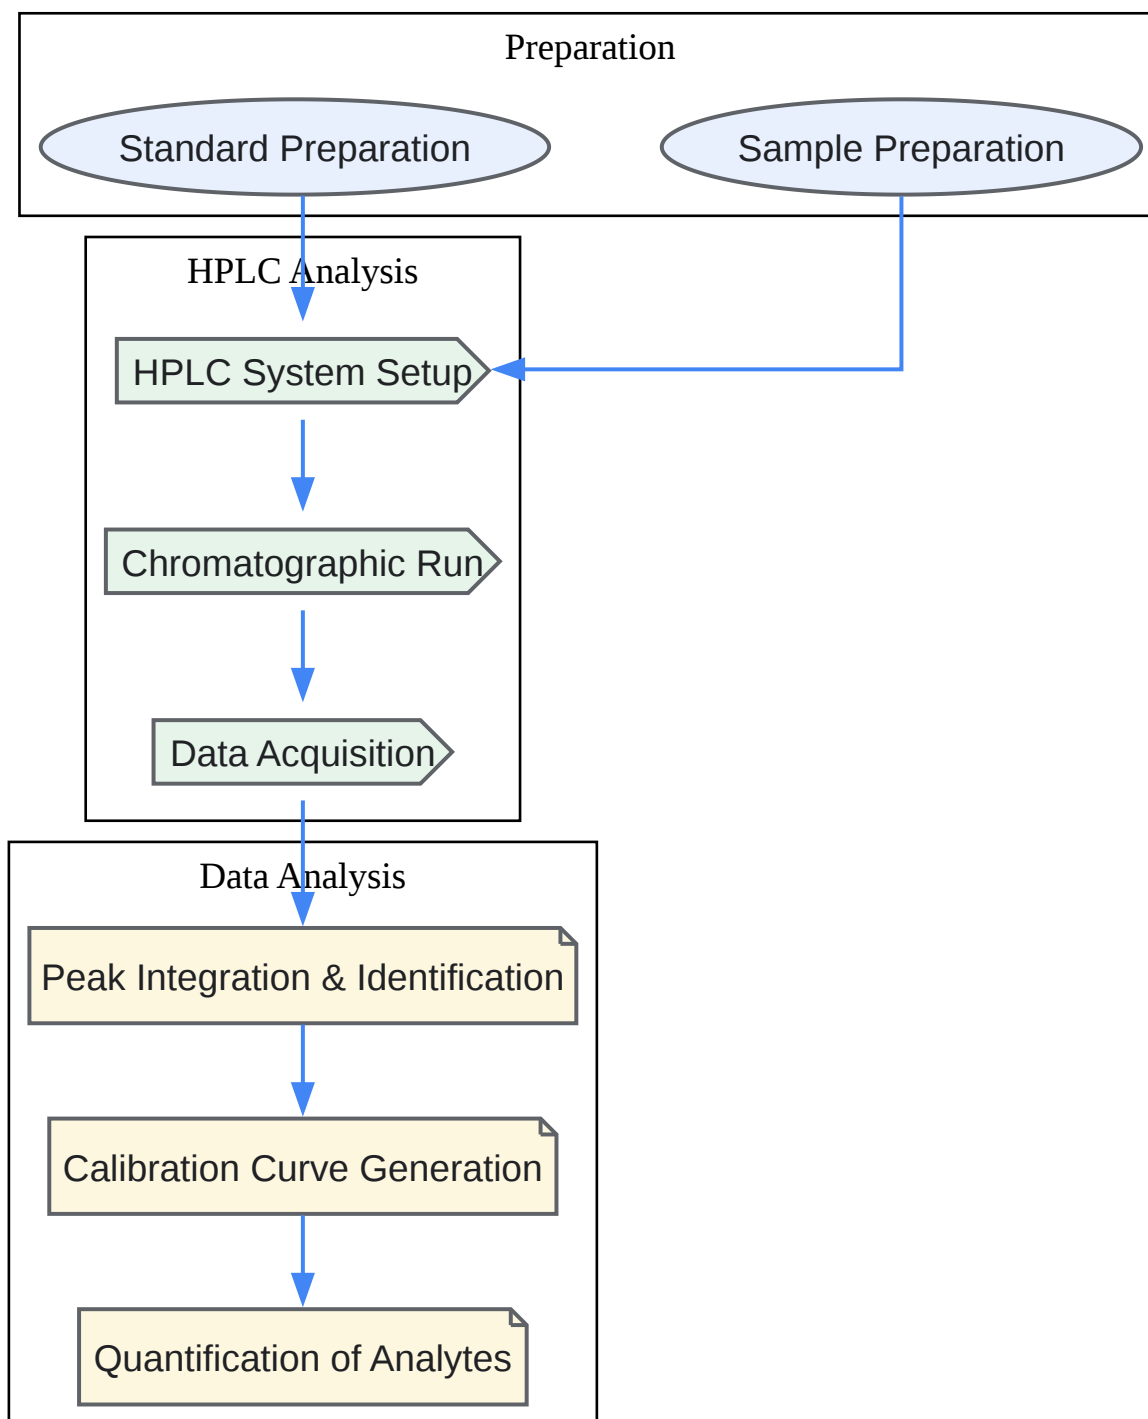 Preparation
Standard Preparation
Sample Preparation
HPLC Analysis
HPLC System Setup
Chromatographic Run
Data Acquisition
Data Analysis
Peak Integration & Identification
Calibration Curve Generation
Quantification of Analytes